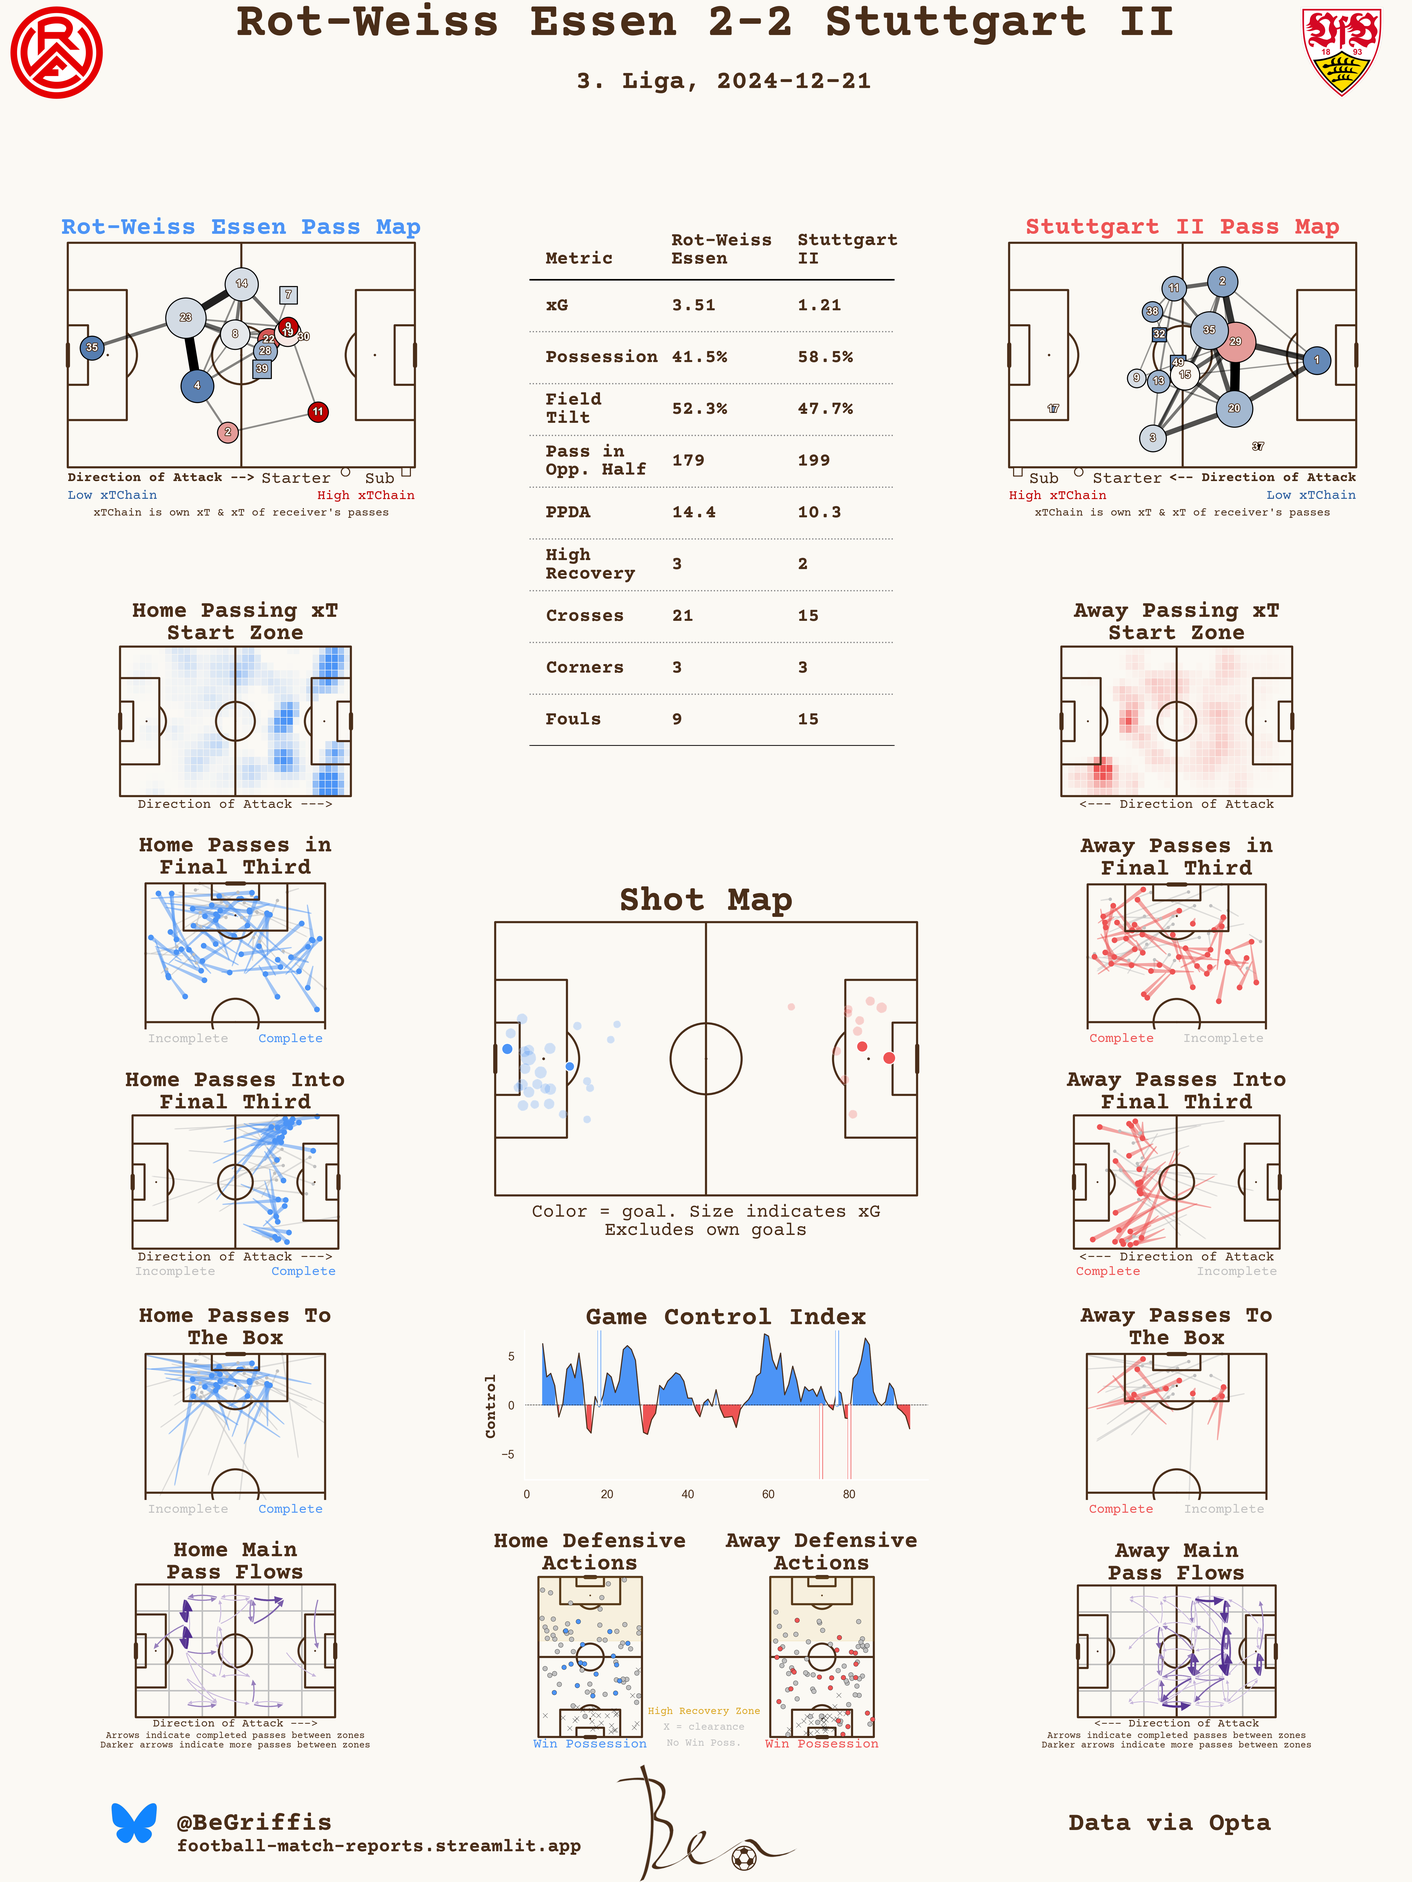 Rot-Weiss Essen 2-2 Stuttgart II
3. Liga, 2024-12-21
18 93
Rot-Weiss Essen Pass Map
14
7
23
8
9
19
30
22
28
35
39
4
11
2
Direction of Attack --> Starter Sub
Low xTChain High xTChain
xTChain is own xT & xT of receiver's passes
Metric Rot-Weiss Essen Stuttgart II
xG 3.51 1.21
Possession 41.5% 58.5%
Field Tilt 52.3% 47.7%
Pass in Opp. Half 179 199
PPDA 14.4 10.3
High Recovery 3 2
Crosses 21 15
Corners 3 3
Fouls 9 15
Stuttgart II Pass Map
2
11
38
35
32
29
49
1
15
9
13
17
20
3
37
Sub Starter <-- Direction of Attack
High xTChain Low xTChain
xTChain is own xT & xT of receiver's passes
Home Passing xT
Start Zone
Direction of Attack --->
Away Passing xT
Start Zone
<--- Direction of Attack
Home Passes in
Final Third
Incomplete Complete
Shot Map
Color = goal. Size indicates xG
Excludes own goals
Away Passes in
Final Third
Complete Incomplete
Home Passes Into
Final Third
Direction of Attack --->
Incomplete Complete
Away Passes Into
Final Third
<--- Direction of Attack
Complete Incomplete
Home Passes To
The Box
Incomplete Complete
Game Control Index
Control
5
0
−5
0 20 40 60 80
Away Passes To
The Box
Complete Incomplete
Home Main
Pass Flows
Direction of Attack --->
Arrows indicate completed passes between zones
Darker arrows indicate more passes between zones
Home Defensive
Actions
Win Possession
High Recovery Zone
X = clearance
No Win Poss.
Away Defensive
Actions
Win Possession
Away Main
Pass Flows
<--- Direction of Attack
Arrows indicate completed passes between zones
Darker arrows indicate more passes between zones
@BeGriffis
football-match-reports.streamlit.app
Ben
Data via Opta